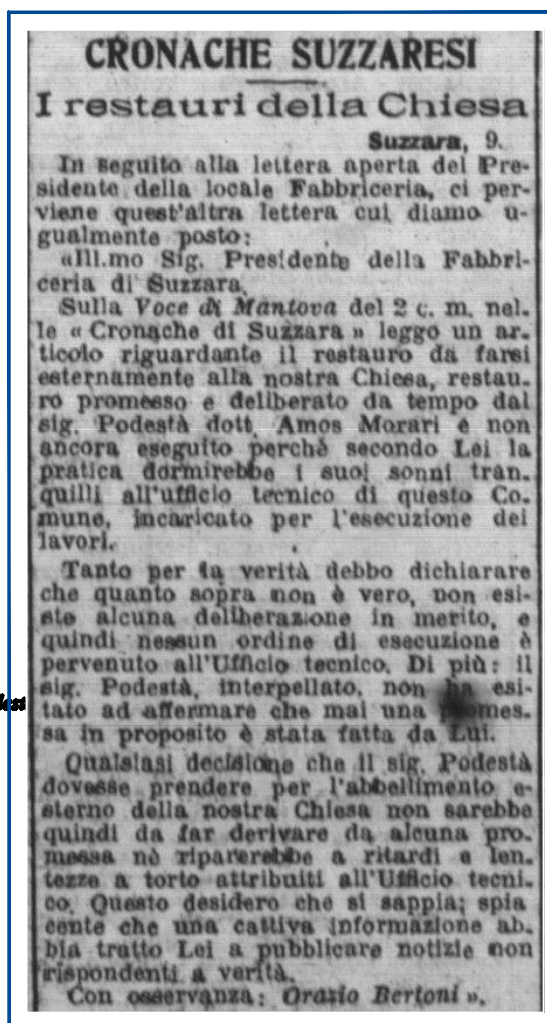 CRONACHE SUZZARESI
I restauri della Chiesa
Suzzara, 9.
In seguito alla lettera aperta del Pre-
sidente della locale Fabbriceria, ci per-
viene quest'altra lettera cui diamo u-
gualmente posto:
«Ill.mo Sig. Presidente della Fabbri-
ceria di Suzzara.
Sulla Voce di Mantova del 2 c. m. nel-
le « Cronache di Suzzara » leggo un ar-
ticolo riguardante il restauro da farsi
esternamente alla nostra Chiesa, restau-
ro promesso e deliberato da tempo dal
sig. Podestà dott. Amos Morari e non
ancora eseguito perchè secondo Lei la
pratica dormirebbe i suoi sonni tran-
quilli all'ufficio tecnico di questo Co-
mune, incaricato per l'esecuzione dei
lavori.
Tanto per la verità debbo dichiarare
che quanto sopra non è vero, non esi-
ste alcuna deliberazione in merito, e
quindi nessun ordine di esecuzione è
pervenuto all'Ufficio tecnico. Di più: il
sig. Podestà, interpellato, non ha esi-
tato ad affermare che mai una promes-
sa in proposito è stata fatta da Lui.
Qualsiasi decisione che il sig. Podestà
dovesse prendere per l'abbellimento e-
sterno della nostra Chiesa non sarebbe
quindi da far derivare da alcuna pro-
messa nè riparerebbe a ritardi e len-
tezze a torto attribuiti all'Ufficio tecni-
co. Questo desidero che si sappia; spia
cente che una cattiva informazione ab-
bia tratto Lei a pubblicare notizie non
rispondenti a verità.
Con osservanza: Orazio Bertoni ».